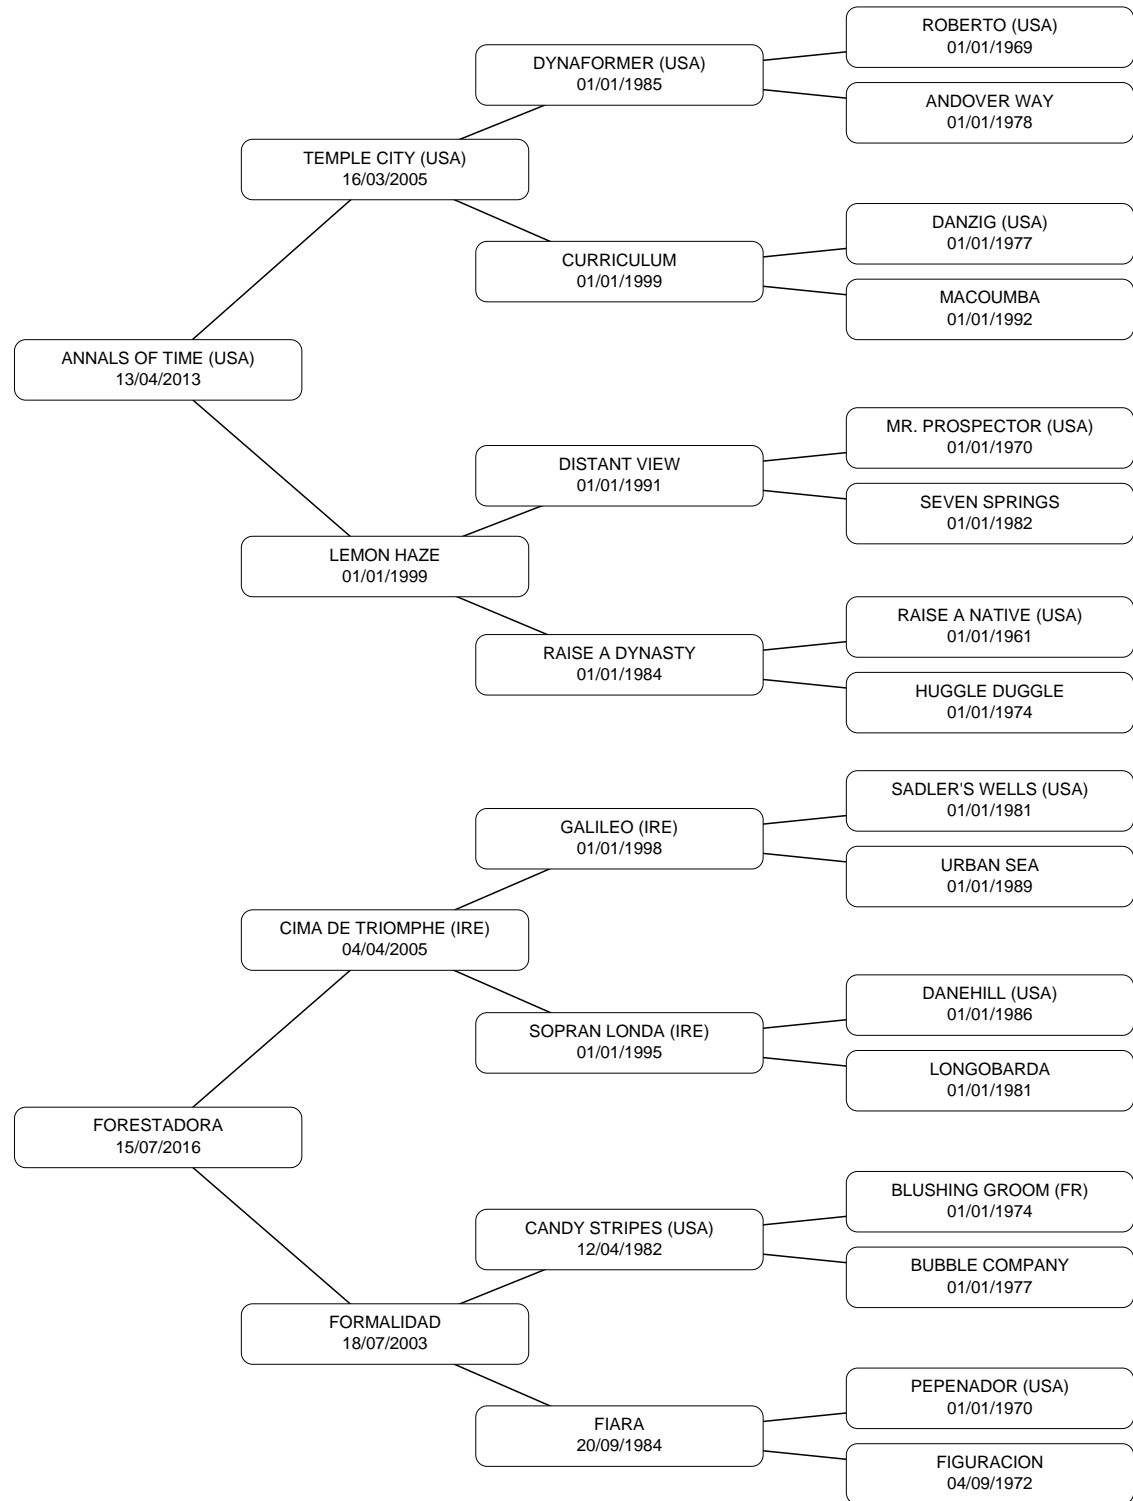 ROBERTO (USA)
01/01/1969
DYNAFORMER (USA)
01/01/1985
ANDOVER WAY
01/01/1978
TEMPLE CITY (USA)
16/03/2005
DANZIG (USA)
01/01/1977
CURRICULUM
01/01/1999
MACOUMBA
01/01/1992
ANNALS OF TIME (USA)
13/04/2013
MR. PROSPECTOR (USA)
01/01/1970
DISTANT VIEW
01/01/1991
SEVEN SPRINGS
01/01/1982
LEMON HAZE
01/01/1999
RAISE A NATIVE (USA)
01/01/1961
RAISE A DYNASTY
01/01/1984
HUGGLE DUGGLE
01/01/1974
SADLER'S WELLS (USA)
01/01/1981
GALILEO (IRE)
01/01/1998
URBAN SEA
01/01/1989
CIMA DE TRIOMPHE (IRE)
04/04/2005
DANEHILL (USA)
01/01/1986
SOPRAN LONDA (IRE)
01/01/1995
LONGOBARDA
01/01/1981
FORESTADORA
15/07/2016
BLUSHING GROOM (FR)
01/01/1974
CANDY STRIPES (USA)
12/04/1982
BUBBLE COMPANY
01/01/1977
FORMALIDAD
18/07/2003
PEPENADOR (USA)
01/01/1970
FIARA
20/09/1984
FIGURACION
04/09/1972